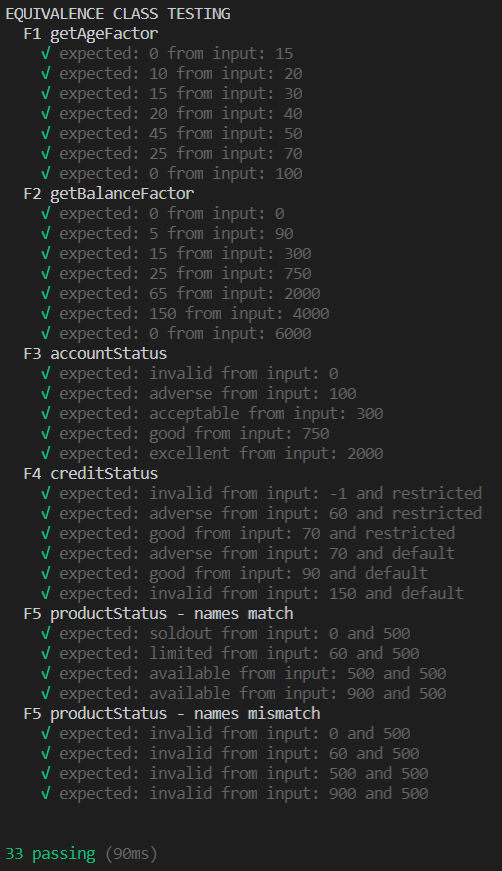 EQUIVALENCE CLASS TESTING
F1 getAgeFactor
√ expected: 0 from input: 15
√ expected: 10 from input: 20
√ expected: 15 from input: 30
√ expected: 20 from input: 40
√ expected: 45 from input: 50
√ expected: 25 from input: 70
√ expected: 0 from input: 100
F2 getBalanceFactor
√ expected: 0 from input: 0
√ expected: 5 from input: 90
√ expected: 15 from input: 300
√ expected: 25 from input: 750
√ expected: 65 from input: 2000
√ expected: 150 from input: 4000
√ expected: 0 from input: 6000
F3 accountStatus
√ expected: invalid from input: 0
√ expected: adverse from input: 100
√ expected: acceptable from input: 300
√ expected: good from input: 750
√ expected: excellent from input: 2000
F4 creditStatus
√ expected: invalid from input: -1 and restricted
√ expected: adverse from input: 60 and restricted
√ expected: good from input: 70 and restricted
√ expected: adverse from input: 70 and default
√ expected: good from input: 90 and default
√ expected: invalid from input: 150 and default
F5 productStatus - names match
√ expected: soldout from input: 0 and 500
√ expected: limited from input: 60 and 500
√ expected: available from input: 500 and 500
√ expected: available from input: 900 and 500
F5 productStatus - names mismatch
√ expected: invalid from input: 0 and 500
√ expected: invalid from input: 60 and 500
√ expected: invalid from input: 500 and 500
√ expected: invalid from input: 900 and 500
33 passing (90ms)